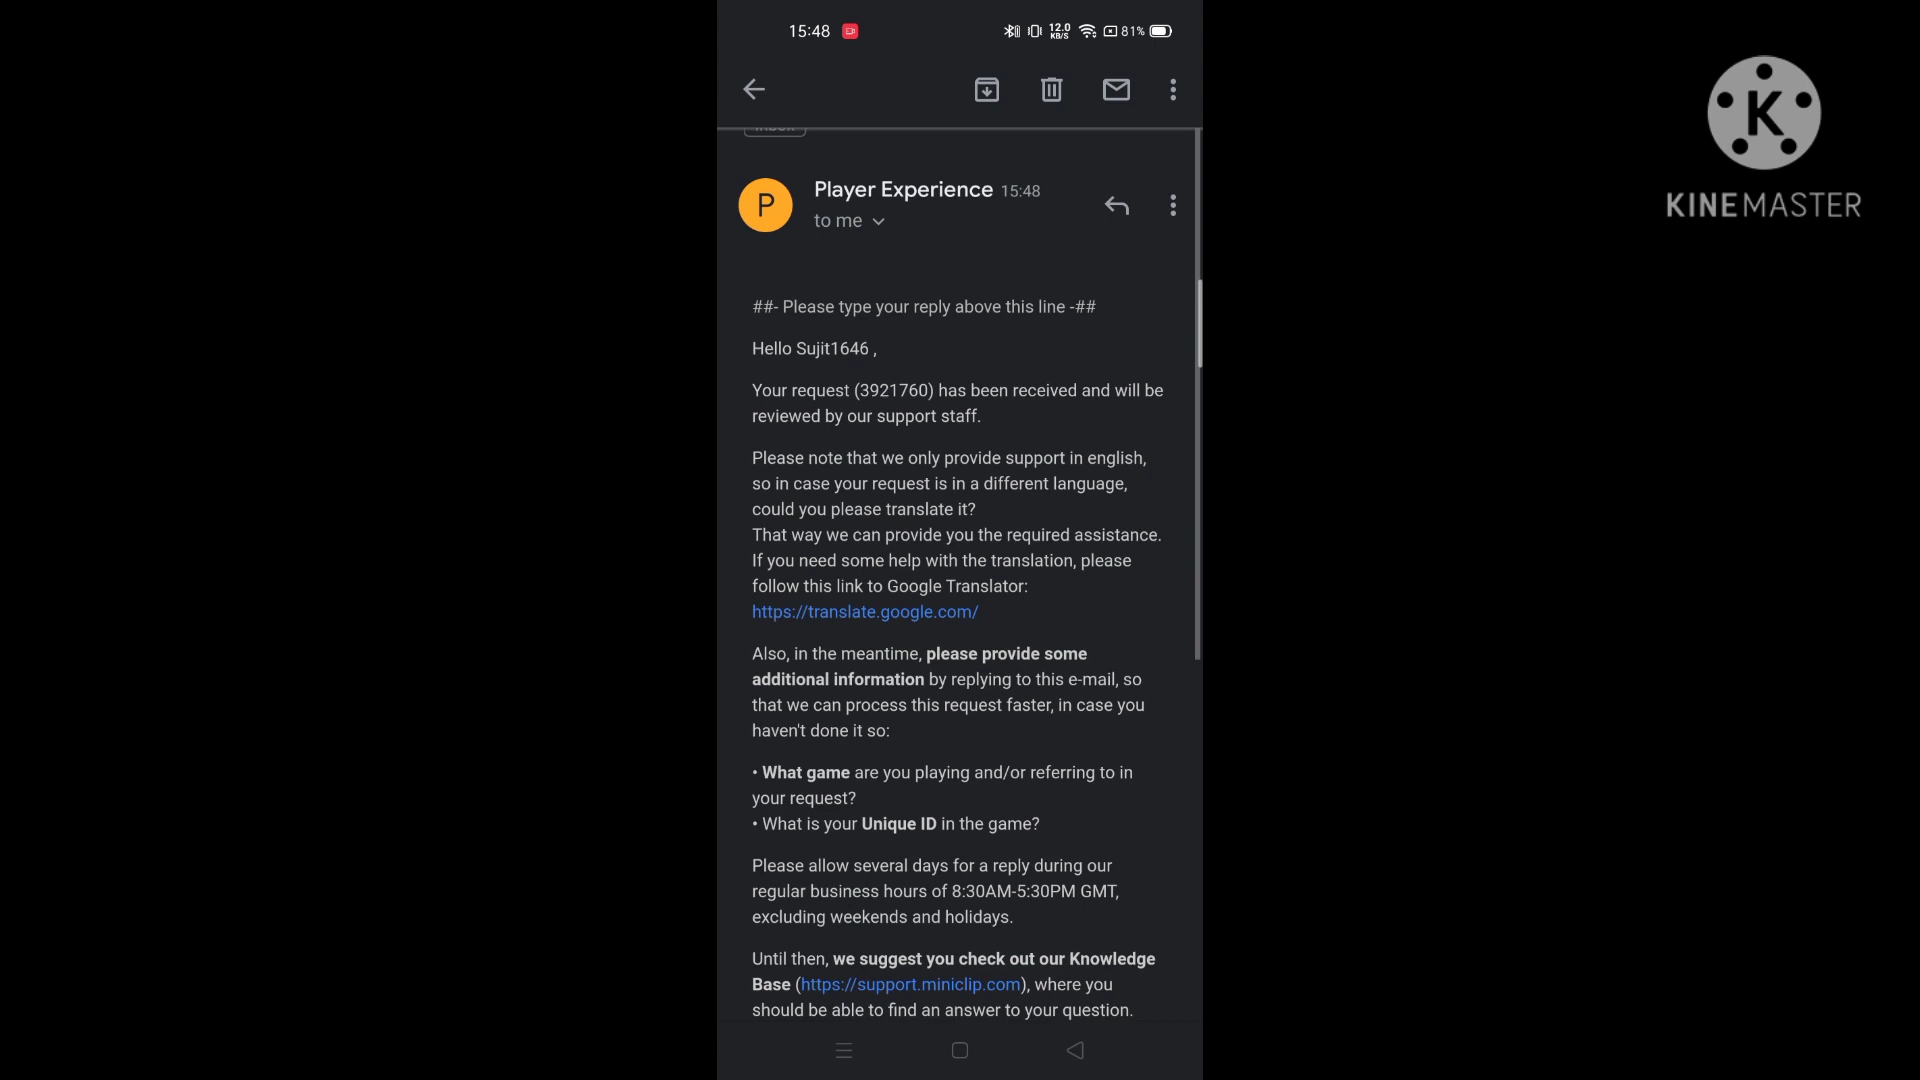 15:48
12.0
KB/S
81%
Inbox
P
Player Experience 15:48
to me
##- Please type your reply above this line -##
Hello Sujit1646 ,
Your request (3921760) has been received and will be
reviewed by our support staff.
Please note that we only provide support in english,
so in case your request is in a different language,
could you please translate it?
That way we can provide you the required assistance.
If you need some help with the translation, please
follow this link to Google Translator:
https://translate.google.com/
Also, in the meantime, please provide some
additional information by replying to this e-mail, so
that we can process this request faster, in case you
haven't done it so:
• What game are you playing and/or referring to in
your request?
• What is your Unique ID in the game?
Please allow several days for a reply during our
regular business hours of 8:30AM-5:30PM GMT,
excluding weekends and holidays.
Until then, we suggest you check out our Knowledge
Base (https://support.miniclip.com), where you
should be able to find an answer to your question.
K
KINEMASTER